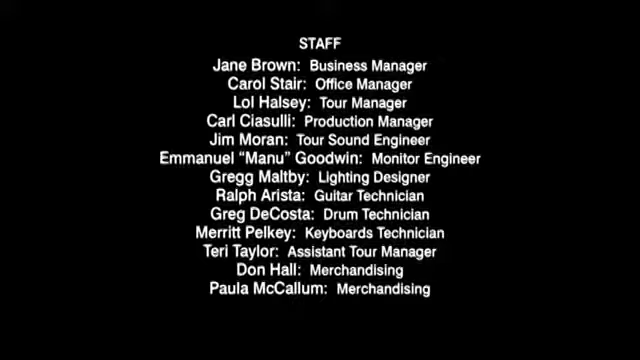 STAFF
Jane Brown: Business Manager
Carol Stair: Office Manager
Lol Halsey: Tour Manager
Carl Ciasulli: Production Manager
Jim Moran: Tour Sound Engineer
Emmanuel “Manu” Goodwin: Monitor Engineer
Gregg Maltby: Lighting Designer
Ralph Arista: Guitar Technician
Greg DeCosta: Drum Technician
Merritt Pelkey: Keyboards Technician
Teri Taylor: Assistant Tour Manager
Don Hall: Merchandising
Paula McCallum: Merchandising